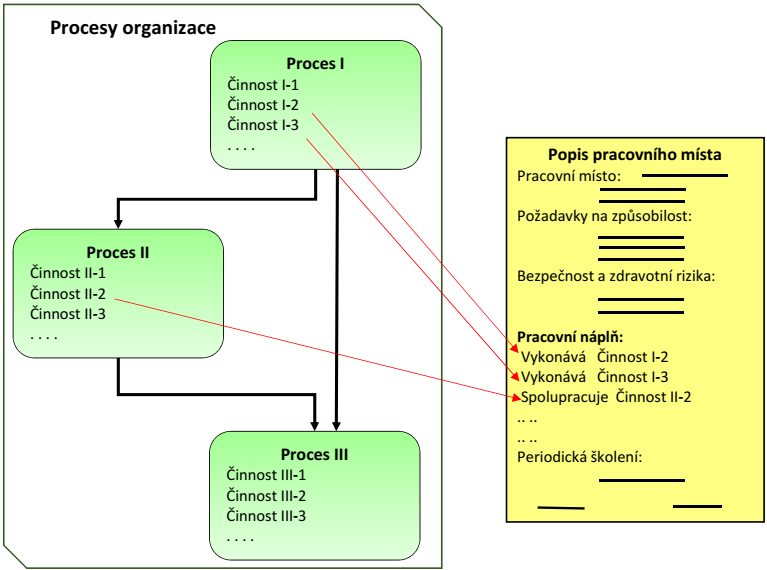 Procesy organizace
Proces I
Činnost I-1
Činnost I-2
Činnost I-3
. . . .
Proces II
Činnost II-1
Činnost II-2
Činnost II-3
. . . .
Proces III
Činnost III-1
Činnost III-2
Činnost III-3
. . . .
Popis pracovního místa
Pracovní místo:
Požadavky na způsobilost:
Bezpečnost a zdravotní rizika:
Pracovní náplň:
Vykonává Činnost I-2
Vykonává Činnost I-3
Spolupracuje Činnost II-2
.. ..
.. ..
Periodická školení: